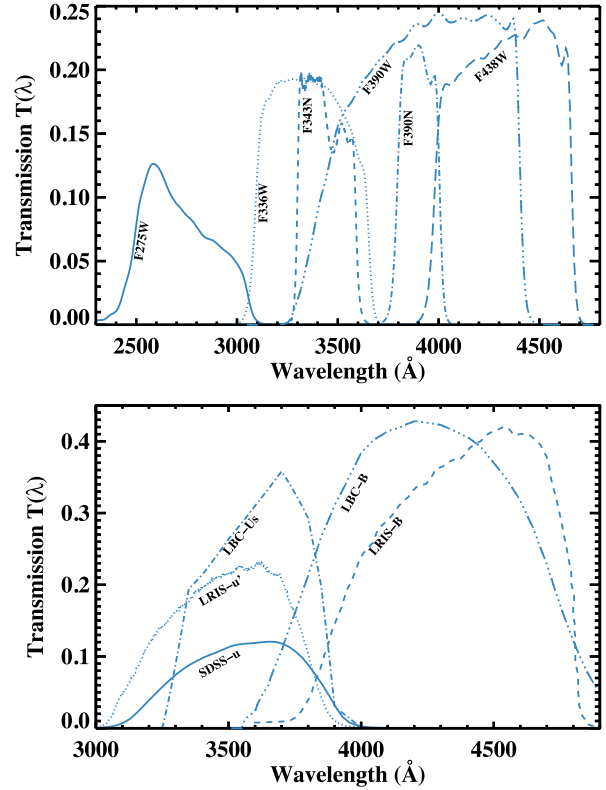 Transmission T(λ)
0.20
0.15
0.10
0.05
0.00
F275W
F336W
F343N
F390W
F390N
F438W
2500 3000 3500 4000 4500
Wavelength (Å)
Transmission T(λ)
0.4
0.3
0.2
0.1
0.0
LBC−Us
LRIS−u'
SDSS−u
LBC−B
LRIS−B
3000 3500 4000 4500
Wavelength (Å)